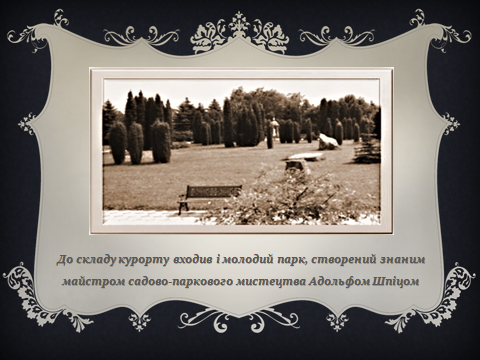 До складу курорту входив і молодий парк, створений знаним
майстром садово-паркового мистецтва Адольфом Шпіцом